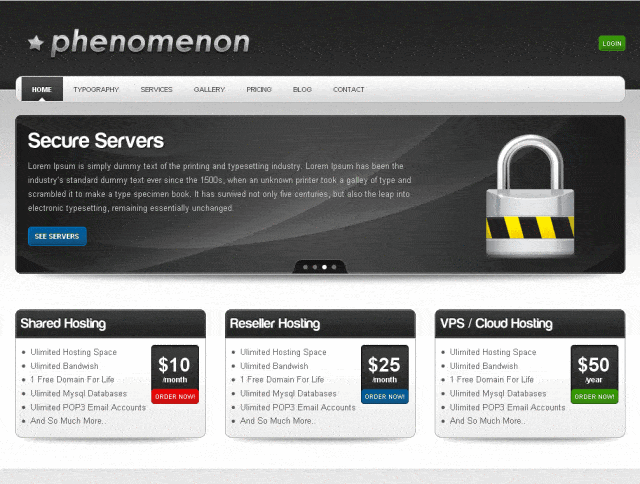 phenomenon
LOGIN
HOME TYPOGRAPHY SERVICES GALLERY PRICING BLOG CONTACT
Secure Servers
Lorem Ipsum is simply dummy text of the printing and typesetting industry. Lorem Ipsum has been the
industry's standard dummy text ever since the 1500s, when an unknown printer took a galley of type and
scrambled it to make a type specimen book. It has survived not only five centuries, but also the leap into
electronic typesetting, remaining essentially unchanged.
SEE SERVERS
Shared Hosting
Ulimited Hosting Space
Ulimited Bandwish
1 Free Domain For Life
Ulimited Mysql Databases
Ulimited POP3 Email Accounts
And So Much More..
$10
/month
ORDER NOW!
Reseller Hosting
Ulimited Hosting Space
Ulimited Bandwish
1 Free Domain For Life
Ulimited Mysql Databases
Ulimited POP3 Email Accounts
And So Much More..
$25
/month
ORDER NOW!
VPS / Cloud Hosting
Ulimited Hosting Space
Ulimited Bandwish
1 Free Domain For Life
Ulimited Mysql Databases
Ulimited POP3 Email Accounts
And So Much More..
$50
/year
ORDER NOW!